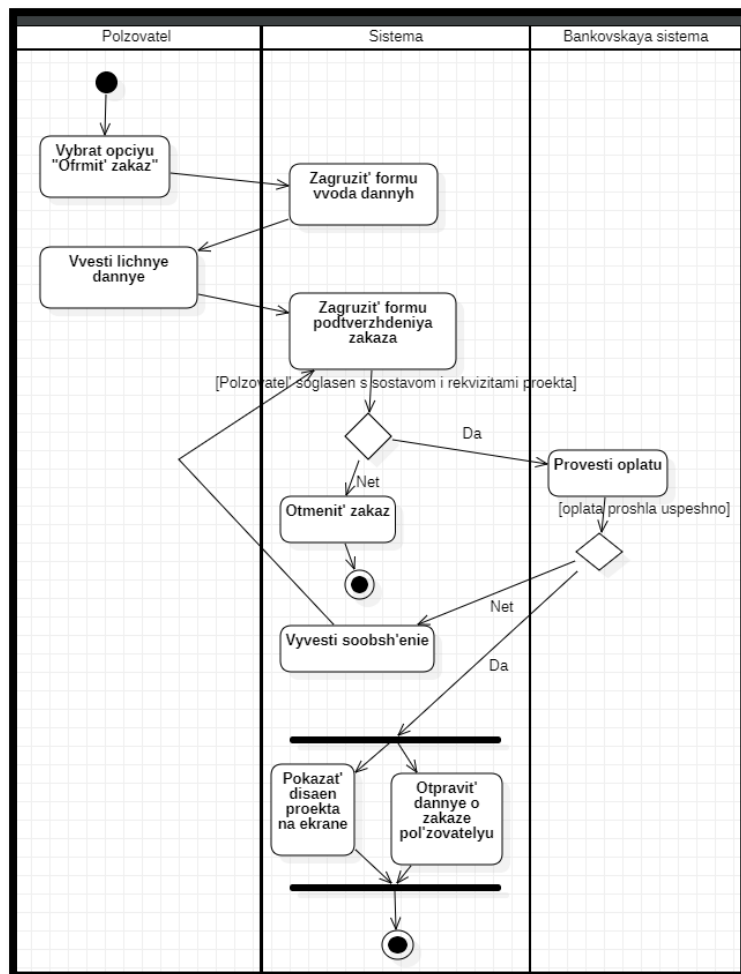 Polzovatel
Sistema
Bankovskaya sistema
Vybrat opciyu
"Ofrmit' zakaz"
Zagruzit' formu
vvoda dannyh
Vvesti lichnye
dannye
Zagruzit' formu
podtverzhdeniya
zakaza
[Polzovatel' soglasen s sostavom i rekvizitami proekta]
Da
Provesti oplatu
Net
[oplata proshla uspeshno]
Otmenit' zakaz
Net
Vyvesti soobsh'enie
Da
Pokazat'
disaen
proekta
na ekrane
Otpravit'
dannye o
zakaze
pol'zovatelyu